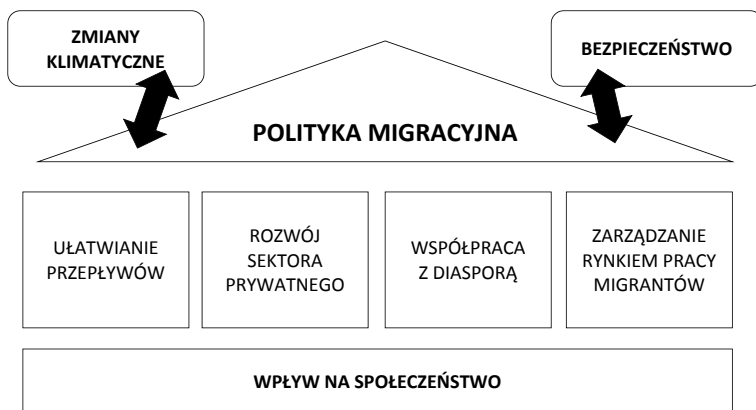 ZMIANY
KLIMATYCZNE
BEZPIECZEŃSTWO
POLITYKA MIGRACYJNA
UŁATWIANIE
PRZEPŁYWÓW
ROZWÓJ
SEKTORA
PRYWATNEGO
WSPÓŁPRACA
Z DIASPORĄ
ZARZĄDZANIE
RYNKIEM PRACY
MIGRANTÓW
WPŁYW NA SPOŁECZEŃSTWO